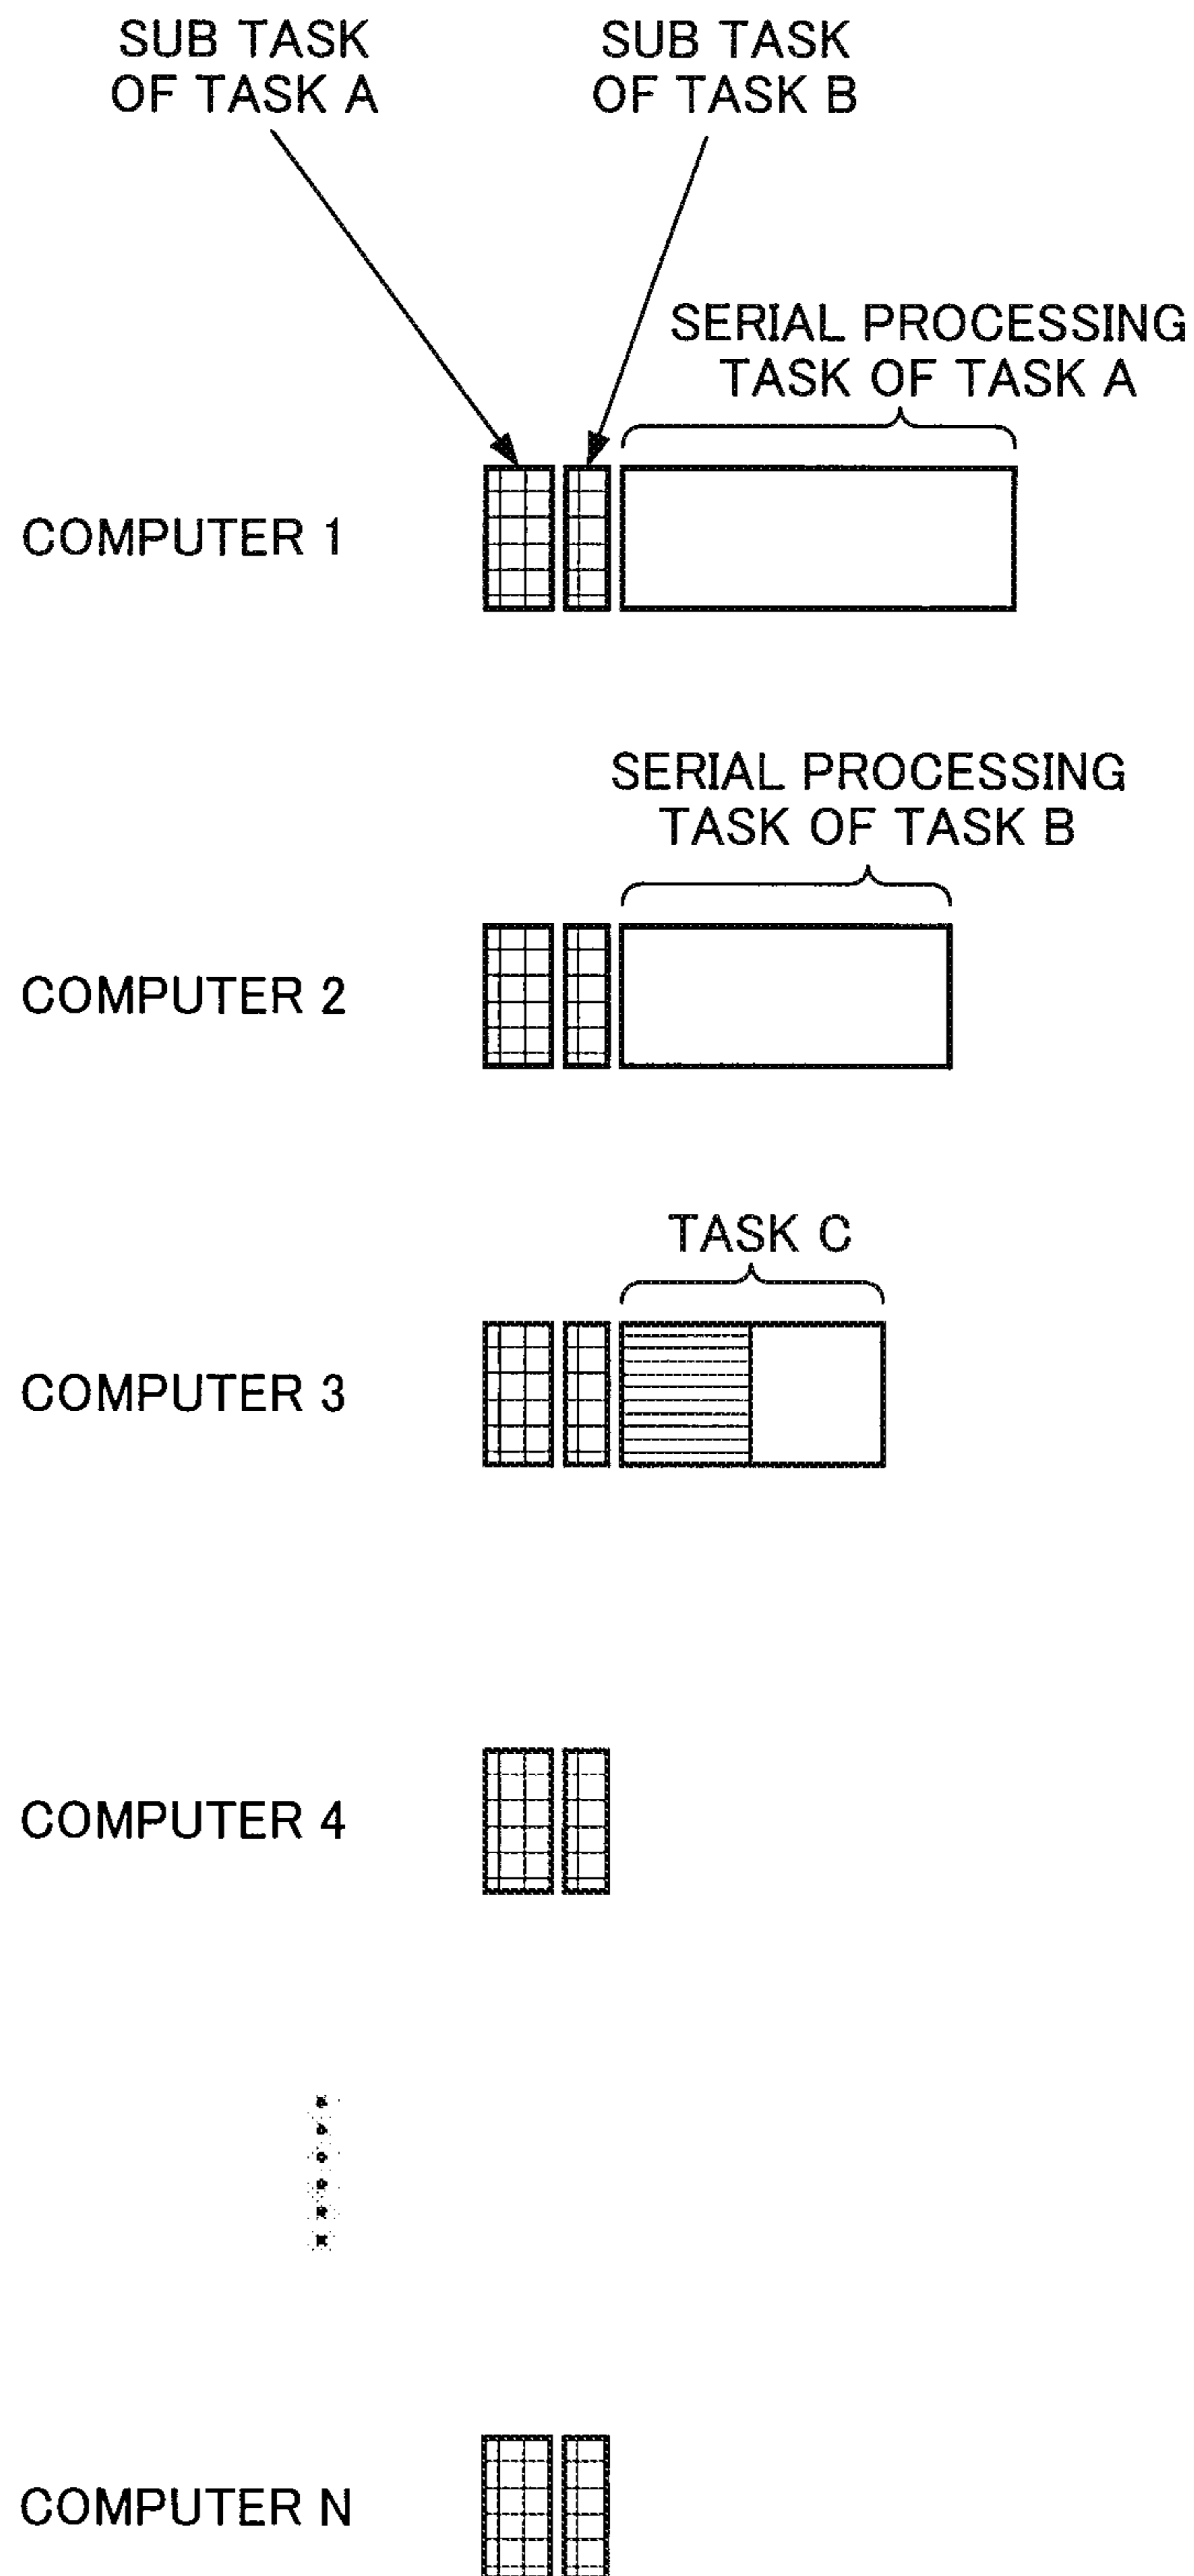 SUB TASK
OF TASK A
SUB TASK
OF TASK B
SERIAL PROCESSING
TASK OF TASK A
COMPUTER 1
SERIAL PROCESSING
TASK OF TASK B
COMPUTER 2
TASK C
COMPUTER 3
COMPUTER 4
COMPUTER N